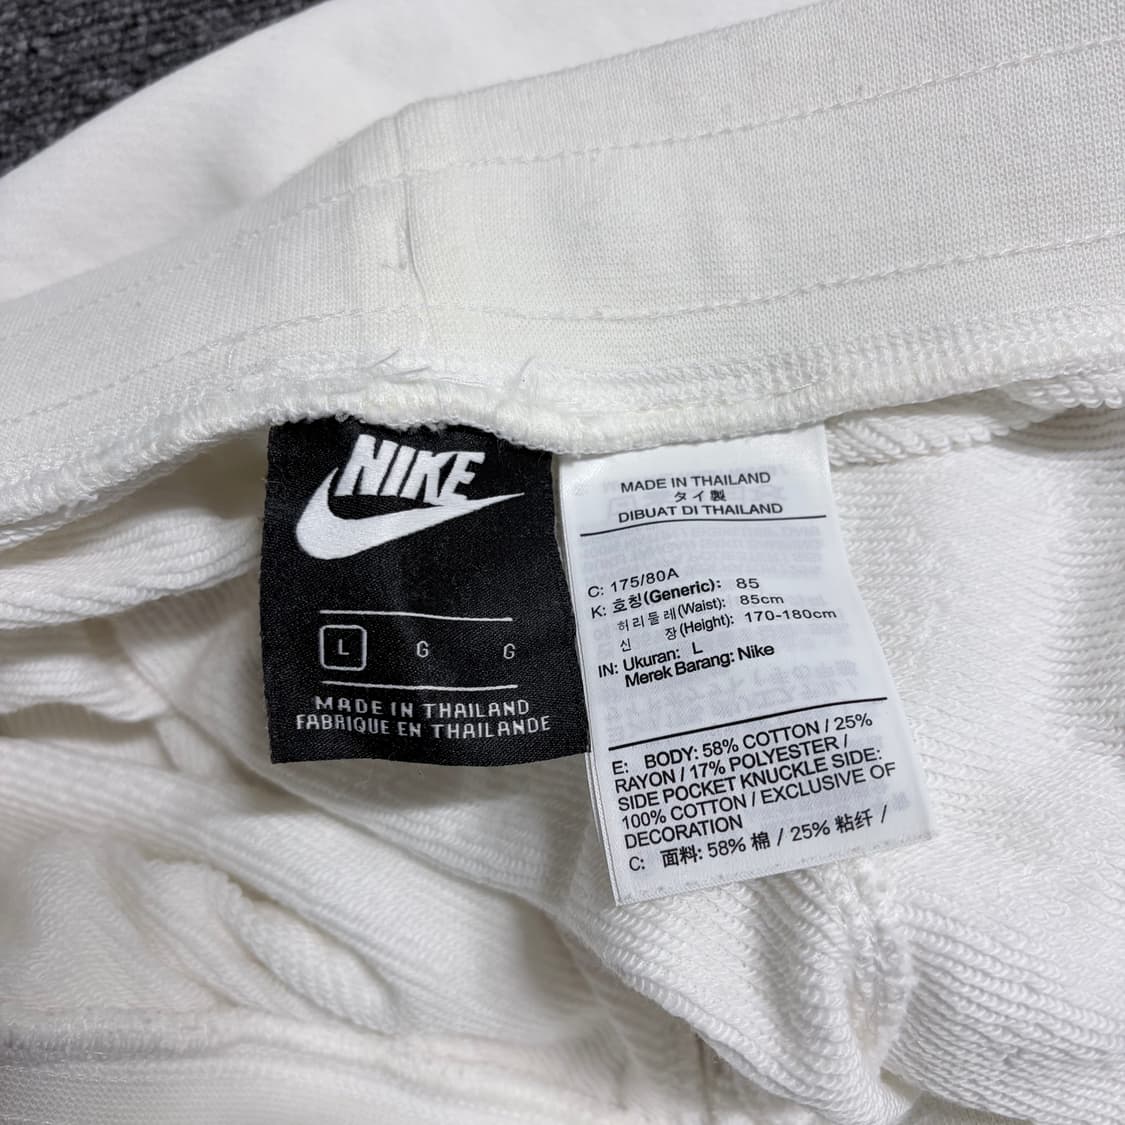 NIKE
L G G
MADE IN THAILAND
FABRIQUE EN THAILANDE
MADE IN THAILAND
タイ製
DIBUAT DI THAILAND
C: 175/80A
K: 호칭(Generic): 85
허리둘레(Waist): 85cm
신 장(Height): 170-180cm
IN: Ukuran: L
Merek Barang: Nike
E: BODY: 58% COTTON / 25%
RAYON / 17% POLYESTER /
SIDE POCKET KNUCKLE SIDE:
100% COTTON / EXCLUSIVE OF
DECORATION
C: 面料: 58% 棉 / 25% 粘纤 /